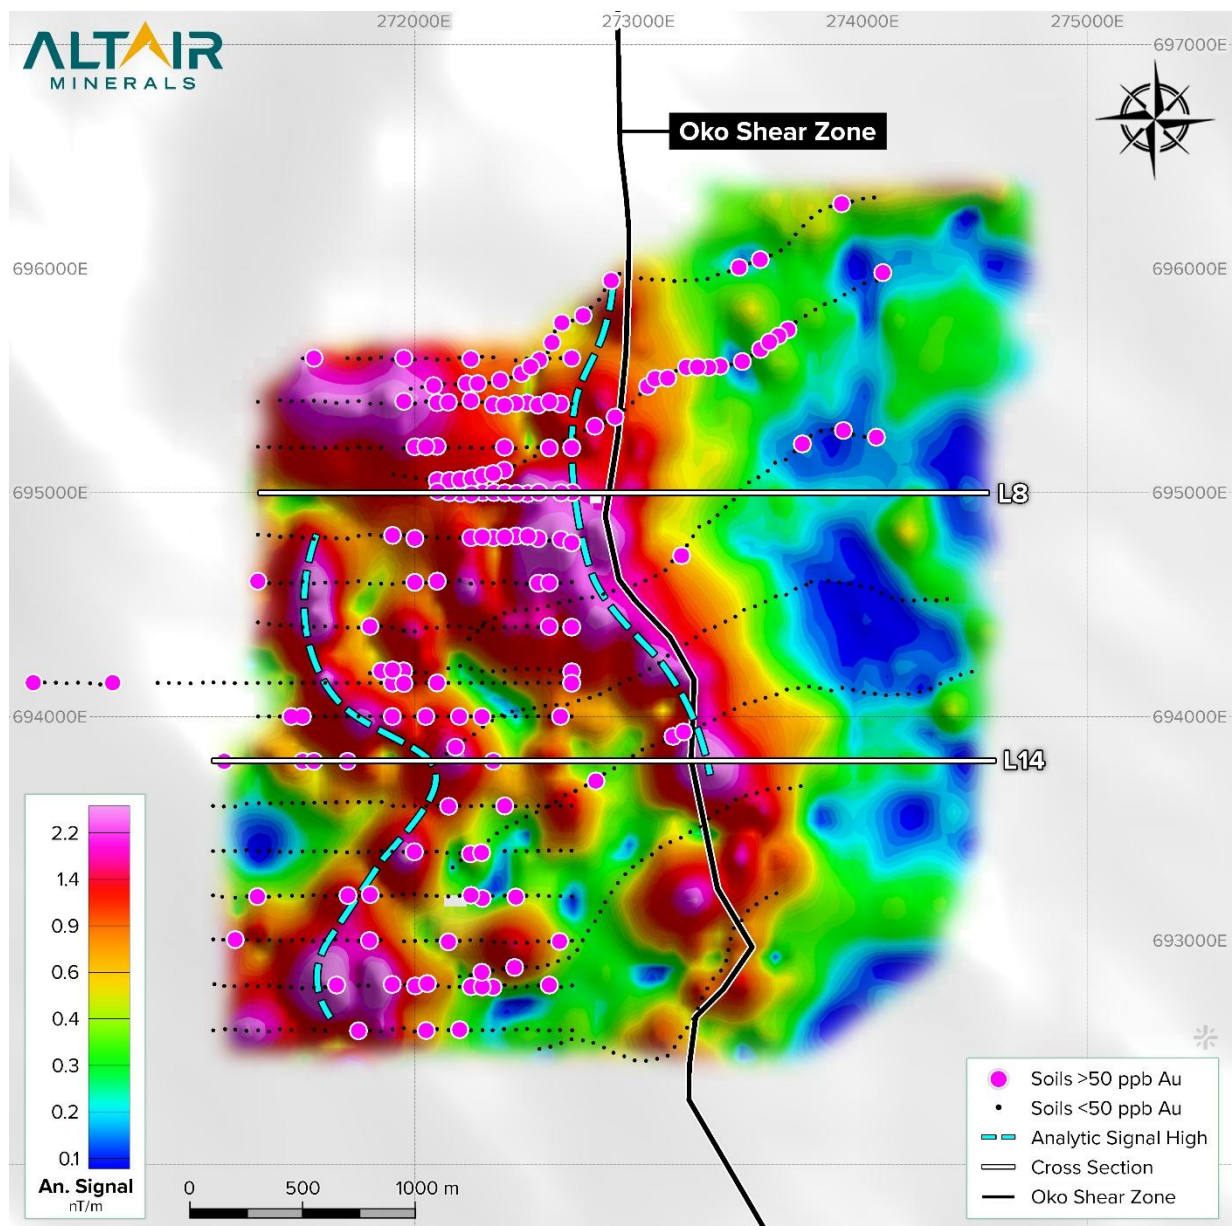 272000E 273000E 274000E 275000E
ALTAIR
MINERALS
697000E
Oko Shear Zone
696000E 696000E
695000E 695000E
L8
694000E 694000E
L14
693000E
2.2
1.4
0.9
0.6
0.4
0.3
0.2
0.1
An. Signal
nT/m
0 500 1000 m
Soils >50 ppb Au
Soils <50 ppb Au
Analytic Signal High
Cross Section
Oko Shear Zone